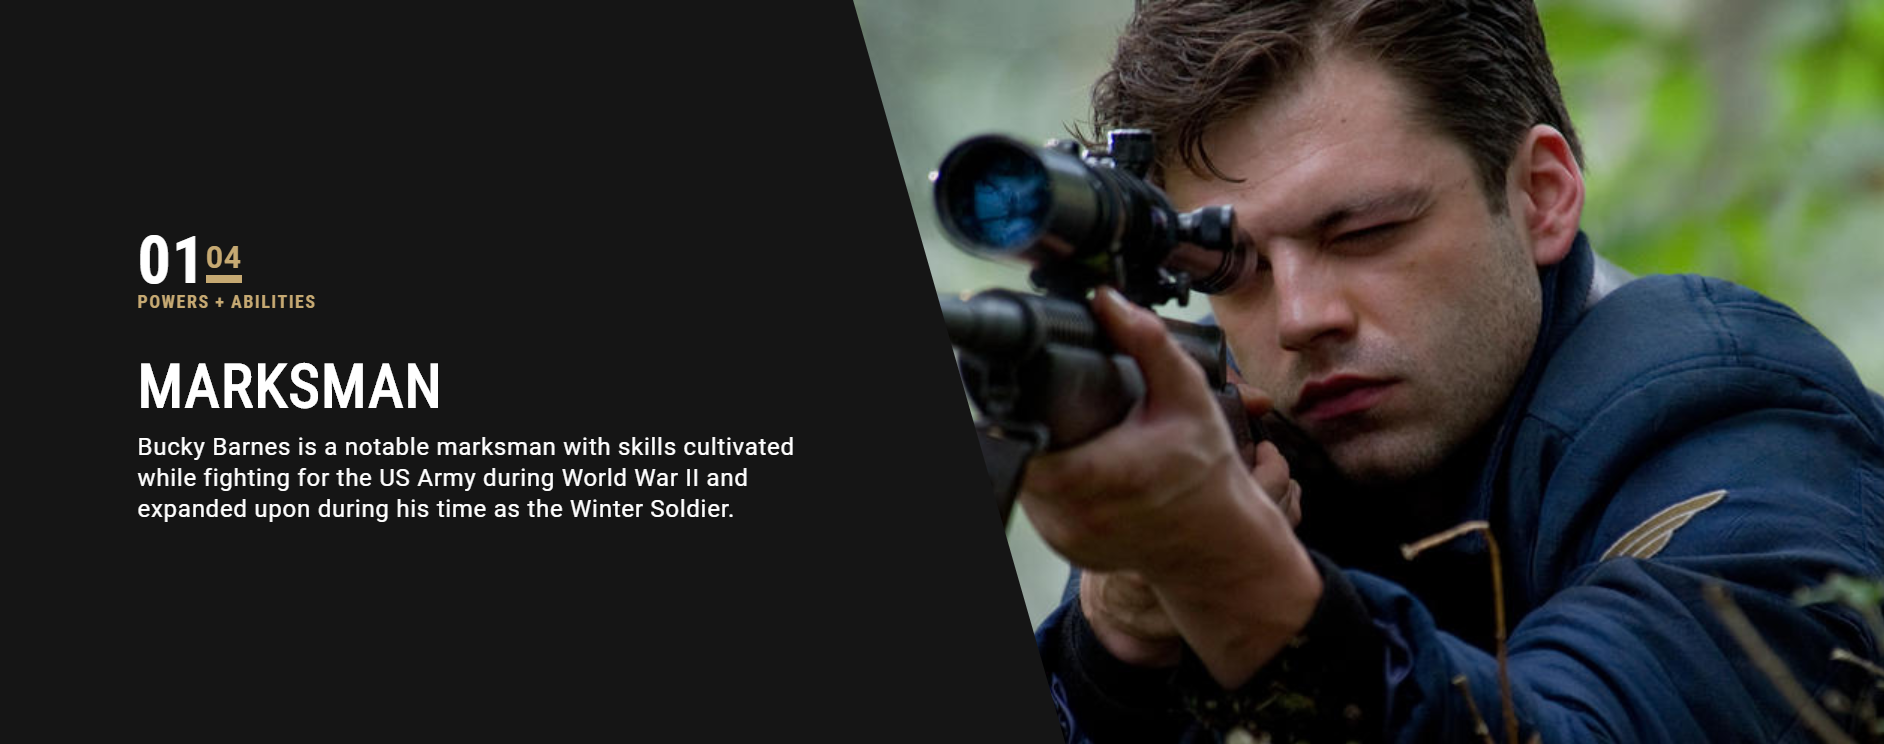 01 04
POWERS + ABILITIES
MARKSMAN
Bucky Barnes is a notable marksman with skills cultivated
while fighting for the US Army during World War II and
expanded upon during his time as the Winter Soldier.